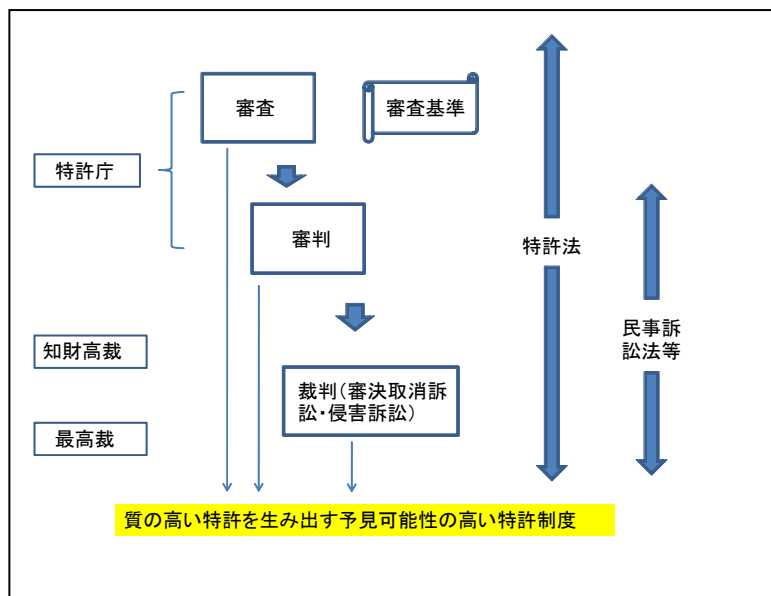 審査
審査基準
特許庁
審判
特許法
民事訴
訟法等
知財高裁
裁判(審決取消訴
訟・侵害訴訟)
最高裁
質の高い特許を生み出す予見可能性の高い特許制度